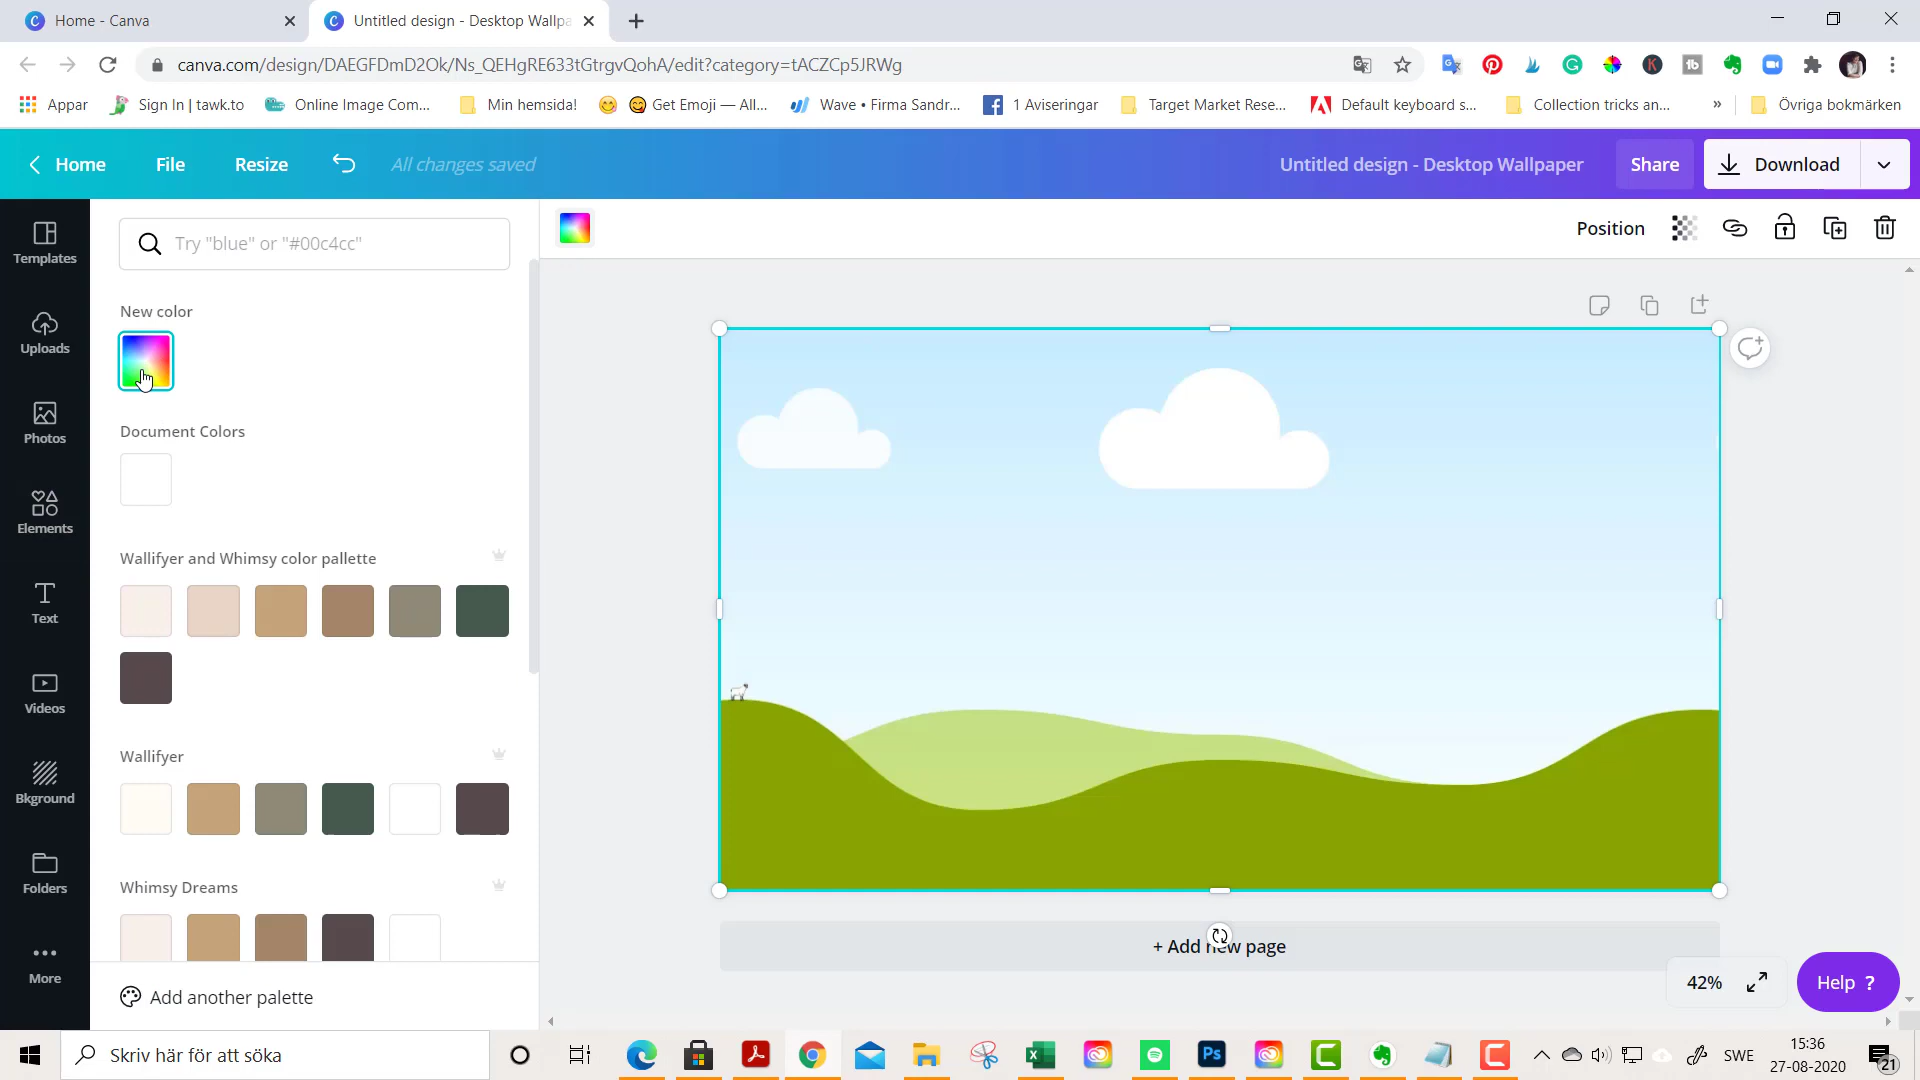 Home - Canva
Untitled design - Desktop Wallpa
canva.com/design/DAEGFDmD2Ok/Ns_QEHgRE633tGtrgvQohA/edit?category=tACZCp5JRWg
Appar
Sign In | tawk.to
Online Image Com...
Min hemsida!
Get Emoji — All...
Wave • Firma Sandr...
1 Aviseringar
Target Market Rese...
Default keyboard s...
Collection tricks an...
»
Övriga bokmärken
Home
File
Resize
All changes saved
Untitled design - Desktop Wallpaper
Share
Download
Templates
Uploads
Photos
Elements
Text
Videos
Bkground
Folders
More
Try "blue" or "#00c4cc"
New color
Document Colors
Wallifyer and Whimsy color pallette
Wallifyer
Whimsy Dreams
Add another palette
Position
+ Add new page
42%
Help ?
Skriv här för att söka
SWE
15:36
27-08-2020
21